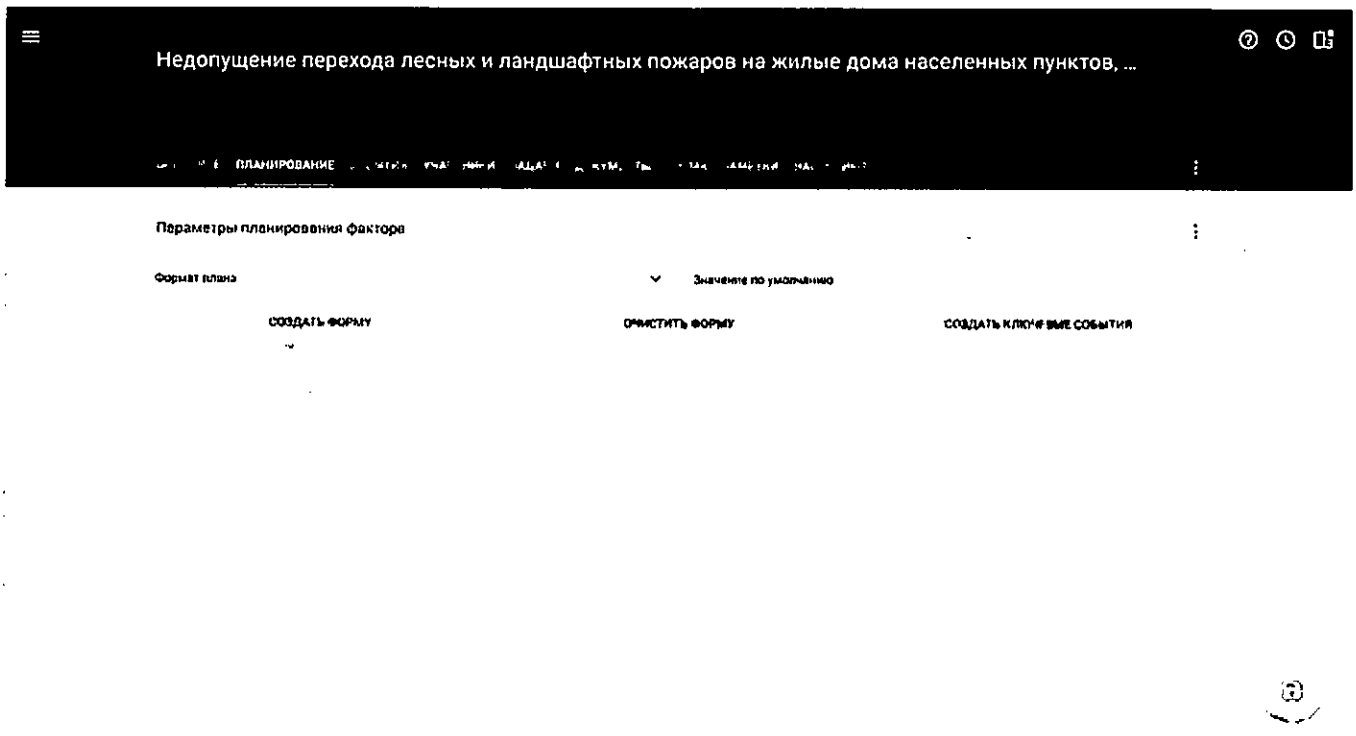 Недопущение перехода лесных и ландшафтных пожаров на жилые дома населенных пунктов, ...
ПЛАНИРОВАНИЕ
Параметры планирования фактора
Формат плана
Значение по умолчанию
СОЗДАТЬ ФОРМУ
ОЧИСТИТЬ ФОРМУ
СОЗДАТЬ КЛЮЧЕВЫЕ СОБЫТИЯ